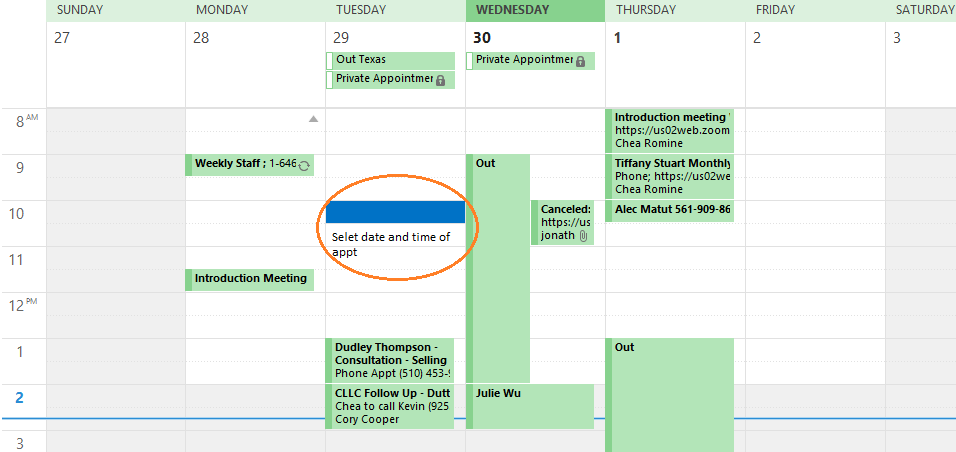 SUNDAY MONDAY TUESDAY WEDNESDAY THURSDAY FRIDAY SATURDAY
27 28 29 30 1 2 3
Out Texas
Private Appointmer
Private Appointmer
8 AM
9
10
11
12 PM
1
2
3
Weekly Staff ; 1-646
Introduction Meeting
Selet date and time of
appt
Dudley Thompson -
Consultation - Selling
Phone Appt (510) 453-
CLLC Follow Up - Dutt
Chea to call Kevin (925
Cory Cooper
Out
Canceled:
https://us
jonath
Julie Wu
Introduction meeting
https://us02web.zoom
Chea Romine
Tiffany Stuart Monthly
Phone; https://us02we
Chea Romine
Alec Matut 561-909-86
Out